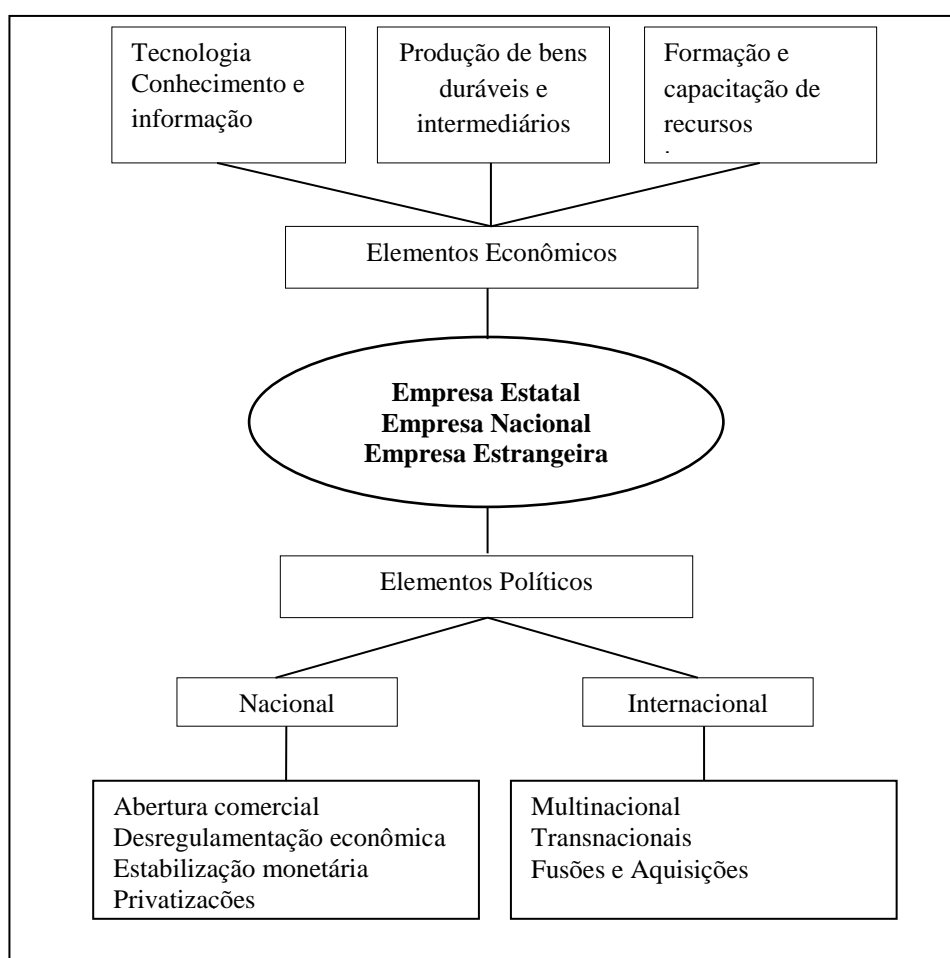 Tecnologia
Conhecimento e
informação
Produção de bens
duráveis e
intermediários
Formação e
capacitação de
recursos
Elementos Econômicos
Empresa Estatal
Empresa Nacional
Empresa Estrangeira
Elementos Políticos
Nacional
Internacional
Abertura comercial
Desregulamentação econômica
Estabilização monetária
Privatizações
Multinacional
Transnacionais
Fusões e Aquisições